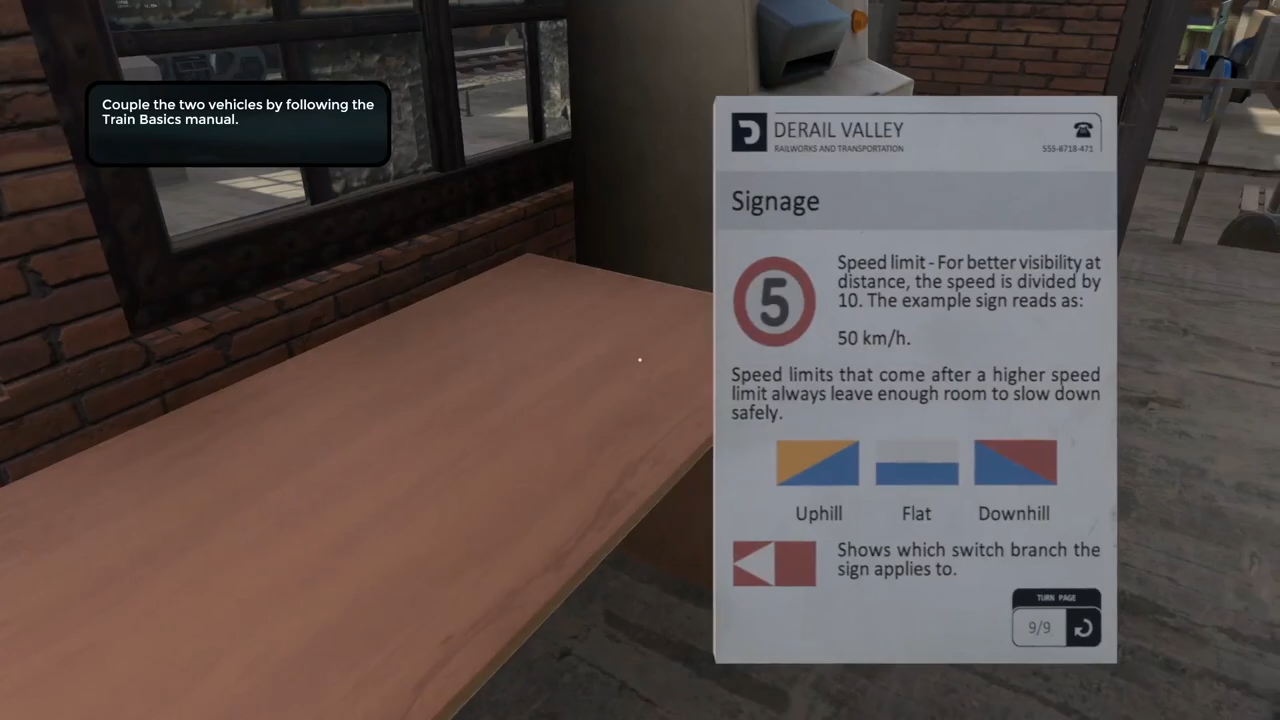 Couple the two vehicles by following the
Train Basics manual.
DERAIL VALLEY
RAILWORKS AND TRANSPORTATION
555-8718-471
Signage
5
Speed limit - For better visibility at
distance, the speed is divided by
10. The example sign reads as:
50 km/h.
Speed limits that come after a higher speed
limit always leave enough room to slow down
safely.
Uphill
Flat
Downhill
Shows which switch branch the
sign applies to.
TURN PAGE
9/9